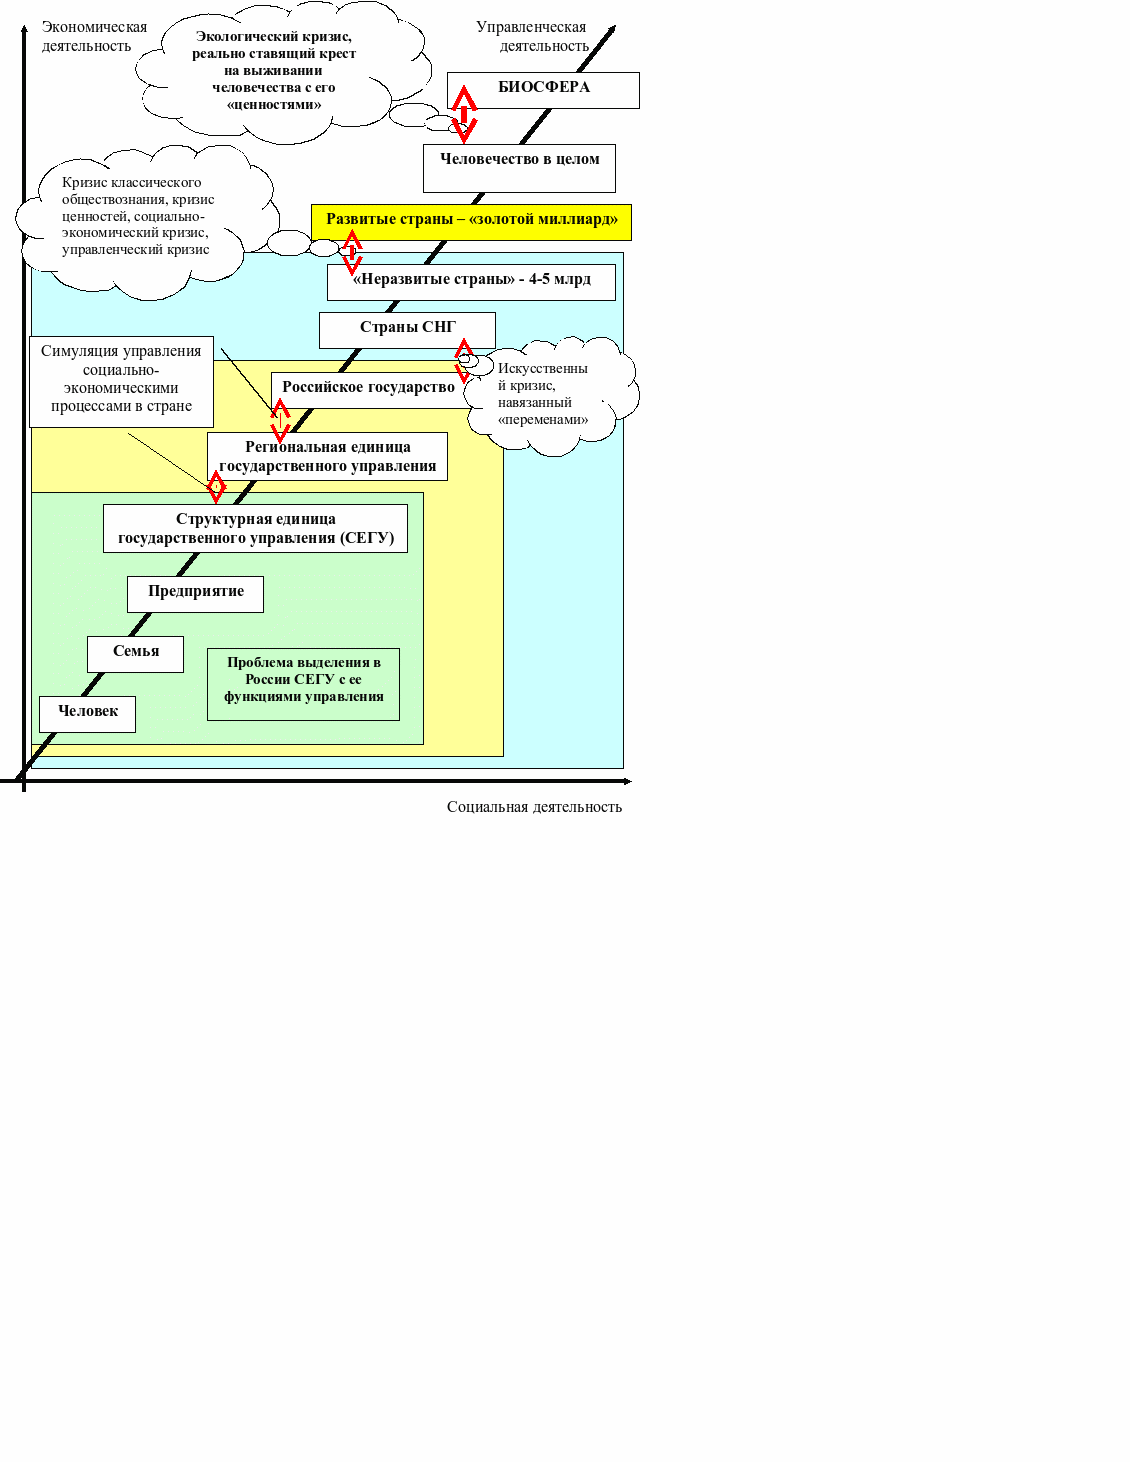 Экономическая
деятельность
Экологический кризис,
реально ставящий крест
на выживании
человечества с его
«ценностями»
Управленческая
деятельность
БИОСФЕРА
Человечество в целом
Кризис классического
обществознания, кризис
ценностей, социально-
экономический кризис,
управленческий кризис
Развитые страны – «золотой миллиард»
«Неразвитые страны» - 4-5 млрд
Страны СНГ
Симуляция управления
социально-
экономическими
процессами в стране
Искусственны
й кризис,
навязанный
«переменами»
Российское государство
Региональная единица
государственного управления
Структурная единица
государственного управления (СЕГУ)
Предприятие
Семья
Проблема выделения в
России СЕГУ с ее
функциями управления
Человек
Социальная деятельность